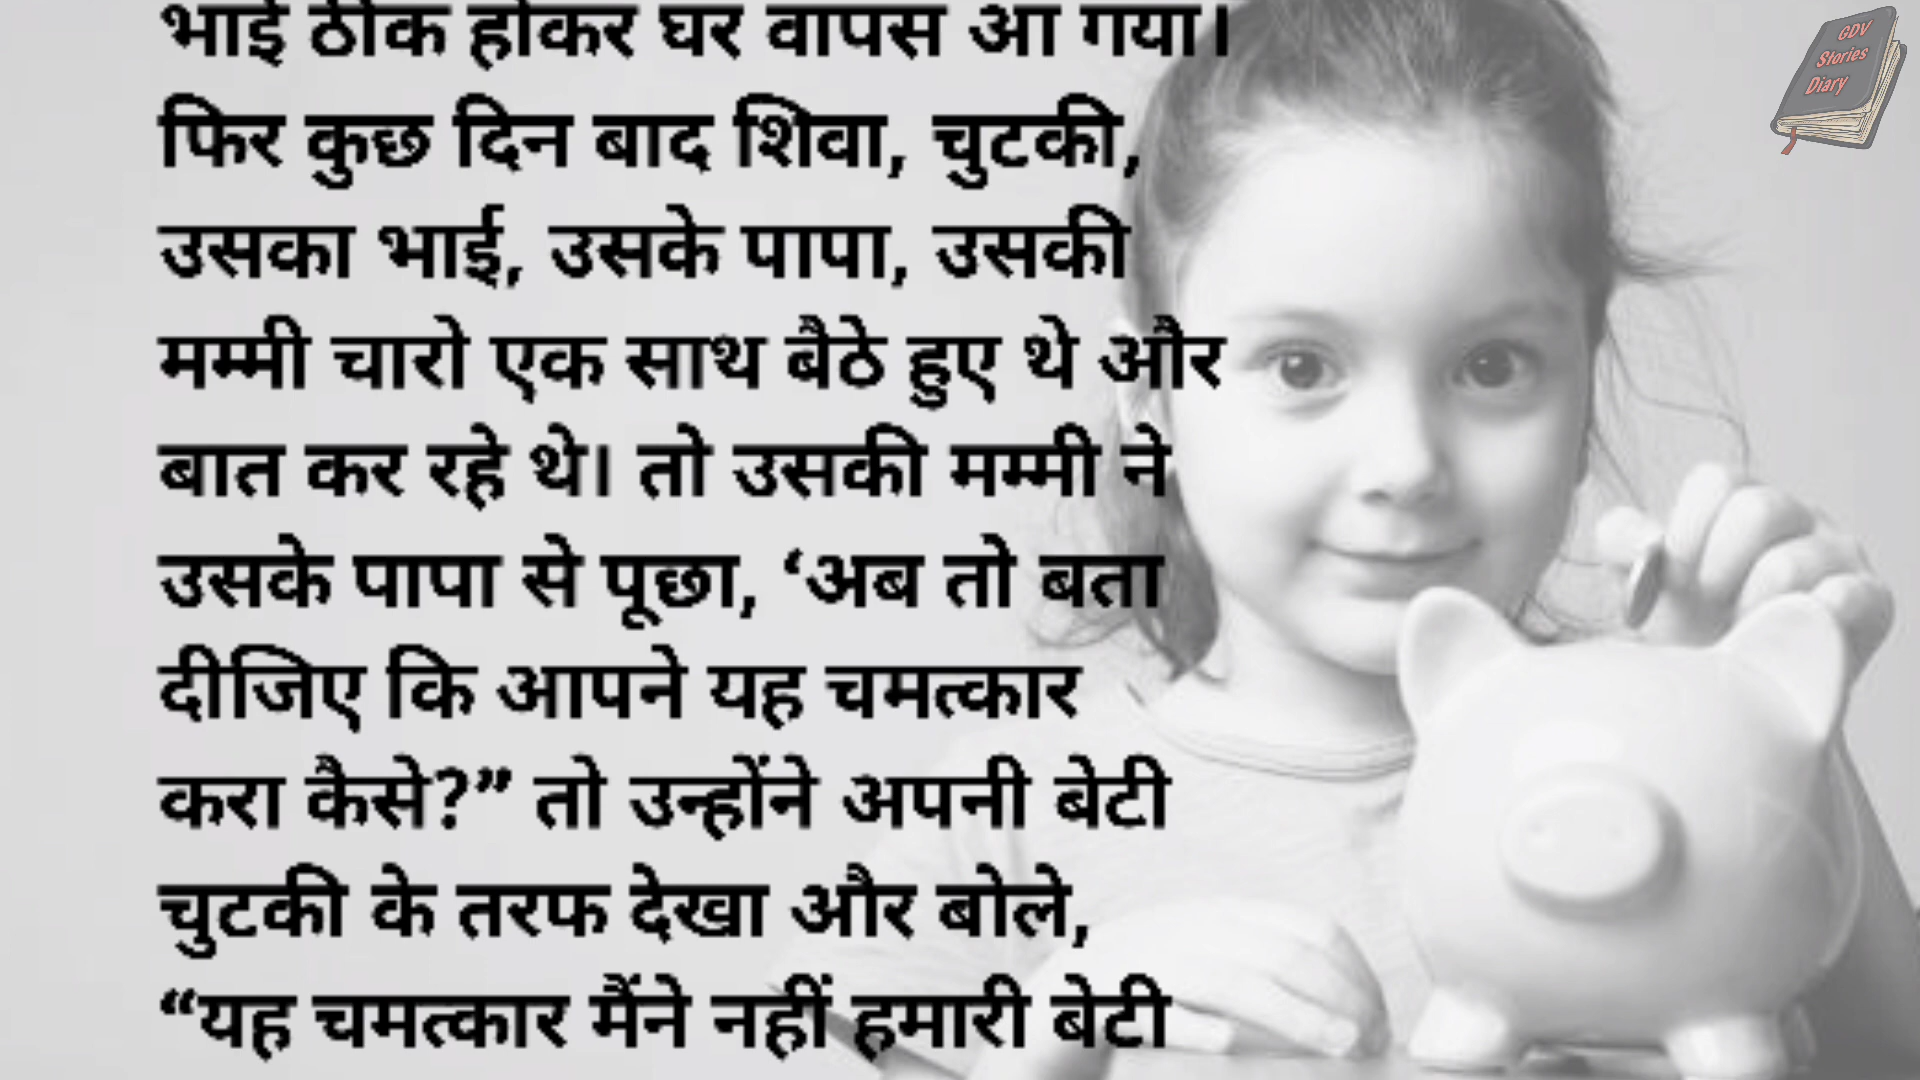 भाई ठीक होकर घर वापस आ गया।
फिर कुछ दिन बाद शिवा, चुटकी,
उसका भाई, उसके पापा, उसकी
मम्मी चारो एक साथ बैठे हुए थे और
बात कर रहे थे। तो उसकी मम्मी ने
उसके पापा से पूछा, ‘अब तो बता
दीजिए कि आपने यह चमत्कार
करा कैसे?” तो उन्होंने अपनी बेटी
चुटकी के तरफ देखा और बोले,
“यह चमत्कार मैंने नहीं हमारी बेटी
GDV
Stories
Diary